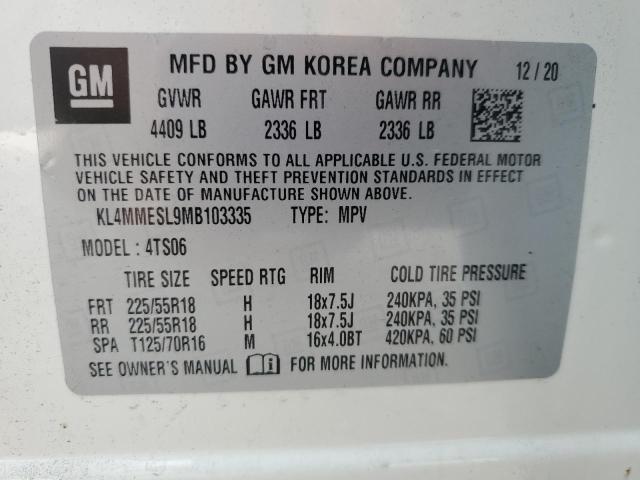 GM MFD BY GM KOREA COMPANY 12/20
GVWR GAWR FRT GAWR RR
4409 LB 2336 LB 2336 LB
THIS VEHICLE CONFORMS TO ALL APPLICABLE U.S. FEDERAL MOTOR
VEHICLE SAFETY AND THEFT PREVENTION STANDARDS IN EFFECT
ON THE DATE OF MANUFACTURE SHOWN ABOVE.
KL4MMESL9MB103335 TYPE: MPV
MODEL: 4TS06
TIRE SIZE SPEED RTG RIM COLD TIRE PRESSURE
FRT 225/55R18 H 18x7.5J 240KPA, 35 PSI
RR 225/55R18 H 18x7.5J 240KPA, 35 PSI
SPA T125/70R16 M 16x4.0BT 420KPA, 60 PSI
SEE OWNER'S MANUAL FOR MORE INFORMATION.